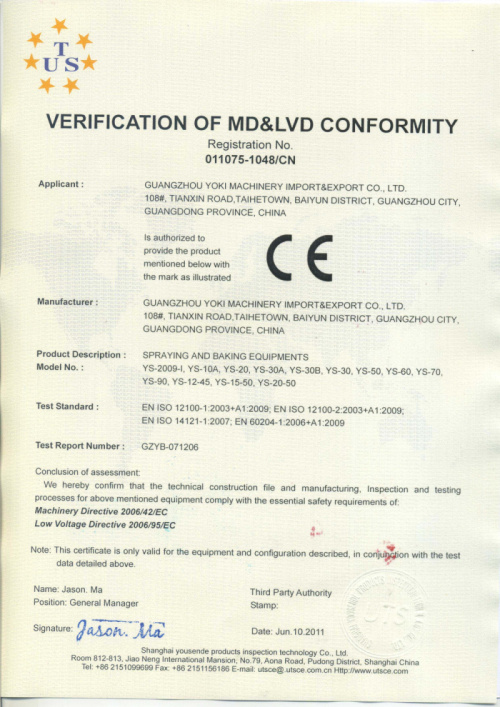 T
US
VERIFICATION OF MD&LVD CONFORMITY
Registration No.
011075-1048/CN
Applicant :
GUANGZHOU YOKI MACHINERY IMPORT&EXPORT CO., LTD.
108#, TIANXIN ROAD,TAIHETOWN, BAIYUN DISTRICT, GUANGZHOU CITY,
GUANGDONG PROVINCE, CHINA
Is authorized to
provide the product
mentioned below with
the mark as illustrated
CE
Manufacturer :
GUANGZHOU YOKI MACHINERY IMPORT&EXPORT CO., LTD.
108#, TIANXIN ROAD,TAIHETOWN, BAIYUN DISTRICT, GUANGZHOU CITY,
GUANGDONG PROVINCE, CHINA
Product Description : SPRAYING AND BAKING EQUIPMENTS
Model No. : YS-2009-I, YS-10A, YS-20, YS-30A, YS-30B, YS-30, YS-50, YS-60, YS-70,
YS-90, YS-12-45, YS-15-50, YS-20-50
Test Standard : EN ISO 12100-1:2003+A1:2009; EN ISO 12100-2:2003+A1:2009;
EN ISO 14121-1:2007; EN 60204-1:2006+A1:2009
Test Report Number : GZYB-071206
Conclusion of assessment:
We hereby confirm that the technical construction file and manufacturing, Inspection and testing
processes for above mentioned equipment comply with the essential safety requirements of:
Machinery Directive 2006/42/EC
Low Voltage Directive 2006/95/EC
Note: This certificate is only valid for the equipment and configuration described, in conjunction with the test
data detailed above.
Name: Jason. Ma
Position: General Manager
Third Party Authority
Stamp:
Signature: Jason. Ma
Date: Jun.10.2011
UTS
Shanghai yousende products inspection technology Co., Ltd.
Room 812-813, Jiao Neng International Mansion, No.79, Aona Road, Pudong District, Shanghai China
Tel: +86 2151099699 Fax: +86 2151156186 E-mail: utsce@.utsce.com.cn Http://www.utsce.com